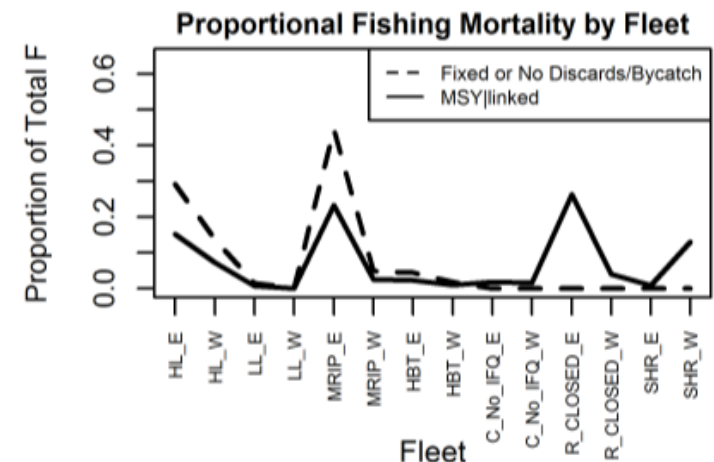 Proportional Fishing Mortality by Fleet
Proportion of Total F
0.6
0.4
0.2
0.0
Fixed or No Discards/Bycatch
MSY|linked
HL_E
HL_W
LL_E
LL_W
MRIP_E
MRIP_W
HBT_E
HBT_W
C_No_IFQ_E
C_No_IFQ_W
R_CLOSED_E
R_CLOSED_W
SHR_E
SHR_W
Fleet